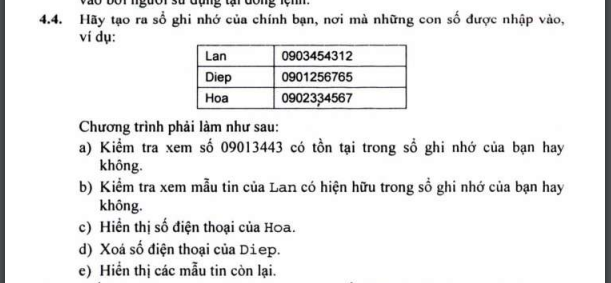 vào bởi người sử dụng tại dòng lệnh.
4.4. Hãy tạo ra sổ ghi nhớ của chính bạn, nơi mà những con số được nhập vào,
ví dụ:
Lan 0903454312
Diep 0901256765
Hoa 0902334567
Chương trình phải làm như sau:
a) Kiểm tra xem số 09013443 có tồn tại trong sổ ghi nhớ của bạn hay
không.
b) Kiểm tra xem mẫu tin của Lan có hiện hữu trong sổ ghi nhớ của bạn hay
không.
c) Hiển thị số điện thoại của Hoa.
d) Xoá số điện thoại của Diep.
e) Hiển thị các mẫu tin còn lại.